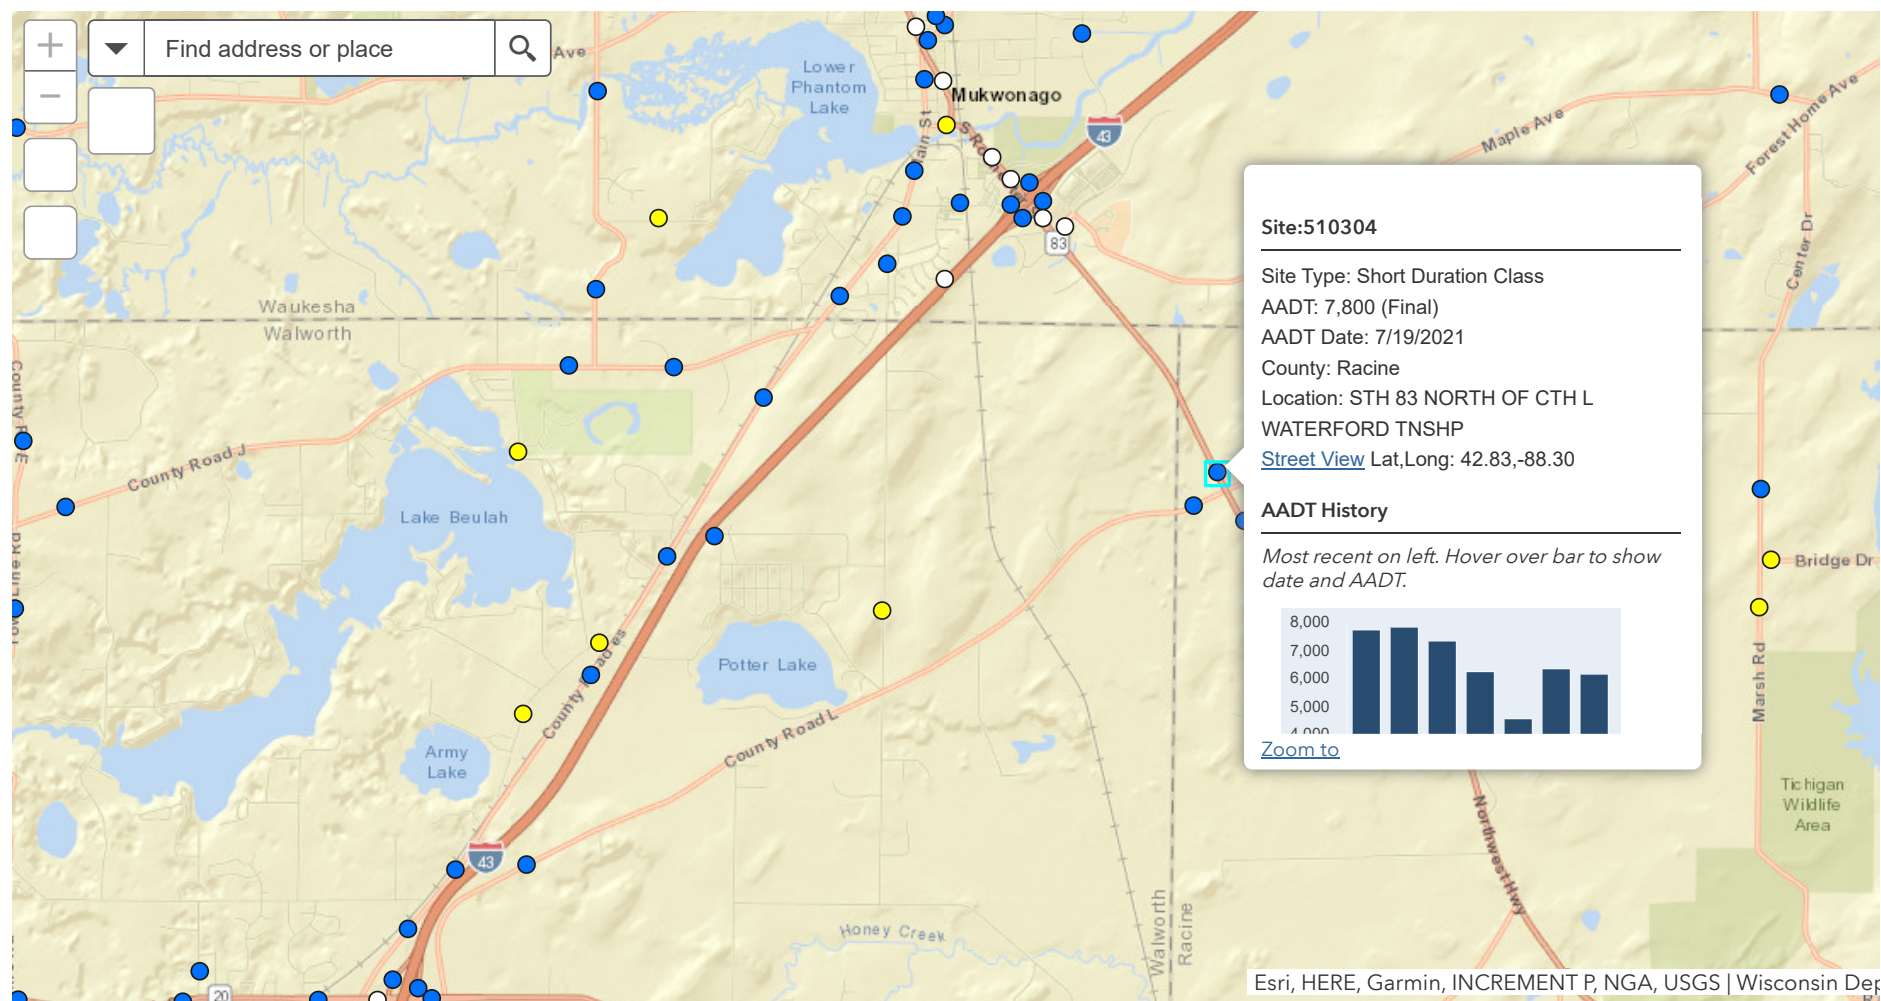 Find address or place
Ave
Lower
Phantom
Lake
Mukwonago
Main St
43
83
Maple Ave
Forest Home Ave
Center Dr
Waukesha
Walworth
County Road J
Lake Beulah
Site:510304
Site Type: Short Duration Class
AADT: 7,800 (Final)
AADT Date: 7/19/2021
County: Racine
Location: STH 83 NORTH OF CTH L
WATERFORD TNSHP
Street View Lat,Long: 42.83,-88.30
AADT History
Most recent on left. Hover over bar to show
date and AADT.
8,000
7,000
6,000
5,000
4,000
Zoom to
Bridge Dr
Marsh Rd
Potter Lake
County Road L
Army
Lake
Tichigan
Wildlife
Area
Northwest Hwy
43
Honey Creek
Walworth
Racine
20
Esri, HERE, Garmin, INCREMENT P, NGA, USGS | Wisconsin Dep